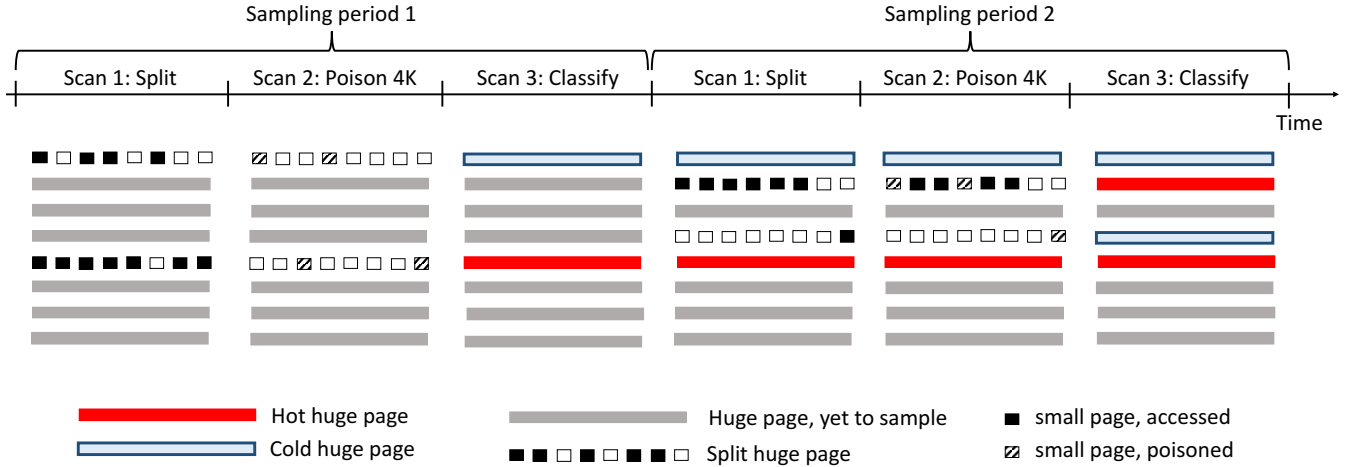 Sampling period 1
Sampling period 2
Scan 1: Split
Scan 2: Poison 4K
Scan 3: Classify
Scan 1: Split
Scan 2: Poison 4K
Scan 3: Classify
Time
Hot huge page
Huge page, yet to sample
small page, accessed
Cold huge page
Split huge page
small page, poisoned